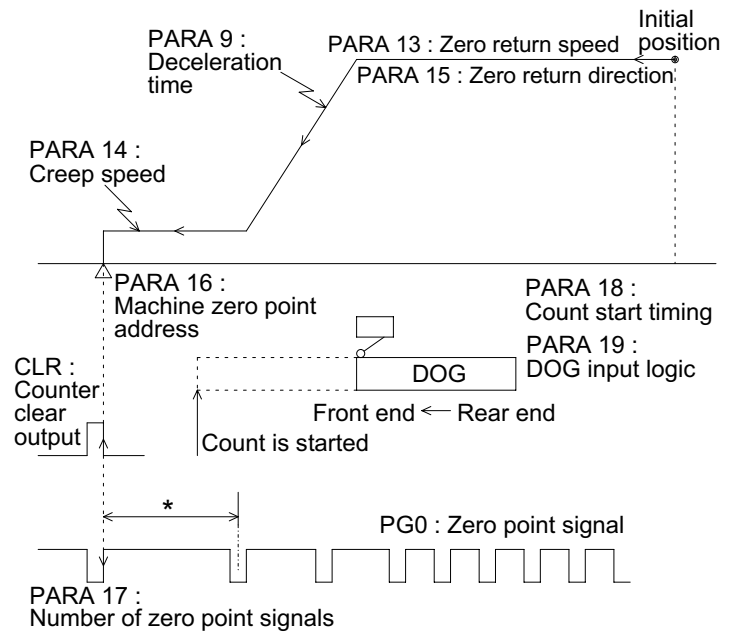 Initial
position
PARA 9 :
Deceleration
time
PARA 13 : Zero return speed
PARA 15 : Zero return direction
PARA 14 :
Creep speed
PARA 16 :
Machine zero point
address
PARA 18 :
Count start timing
PARA 19 :
DOG input logic
CLR :
Counter
clear
output
DOG
Front end ← Rear end
Count is started
*
PG0 : Zero point signal
PARA 17 :
Number of zero point signals